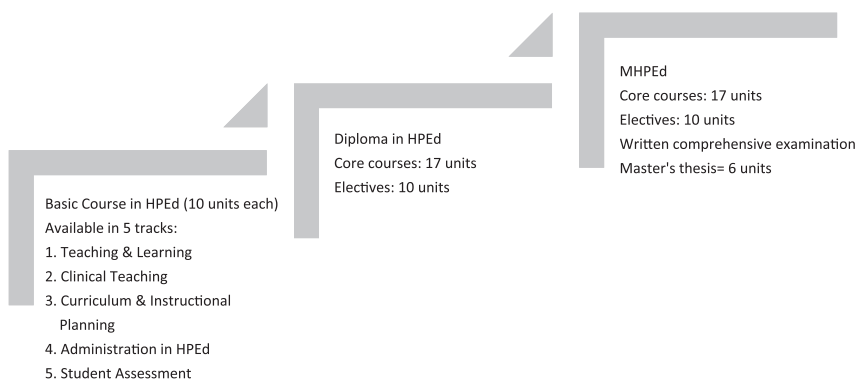 Basic Course in HPEd (10 units each)
Available in 5 tracks:
1. Teaching & Learning
2. Clinical Teaching
3. Curriculum & Instructional
Planning
4. Administration in HPEd
5. Student Assessment
Diploma in HPEd
Core courses: 17 units
Electives: 10 units
MHPEd
Core courses: 17 units
Electives: 10 units
Written comprehensive examination
Master's thesis= 6 units